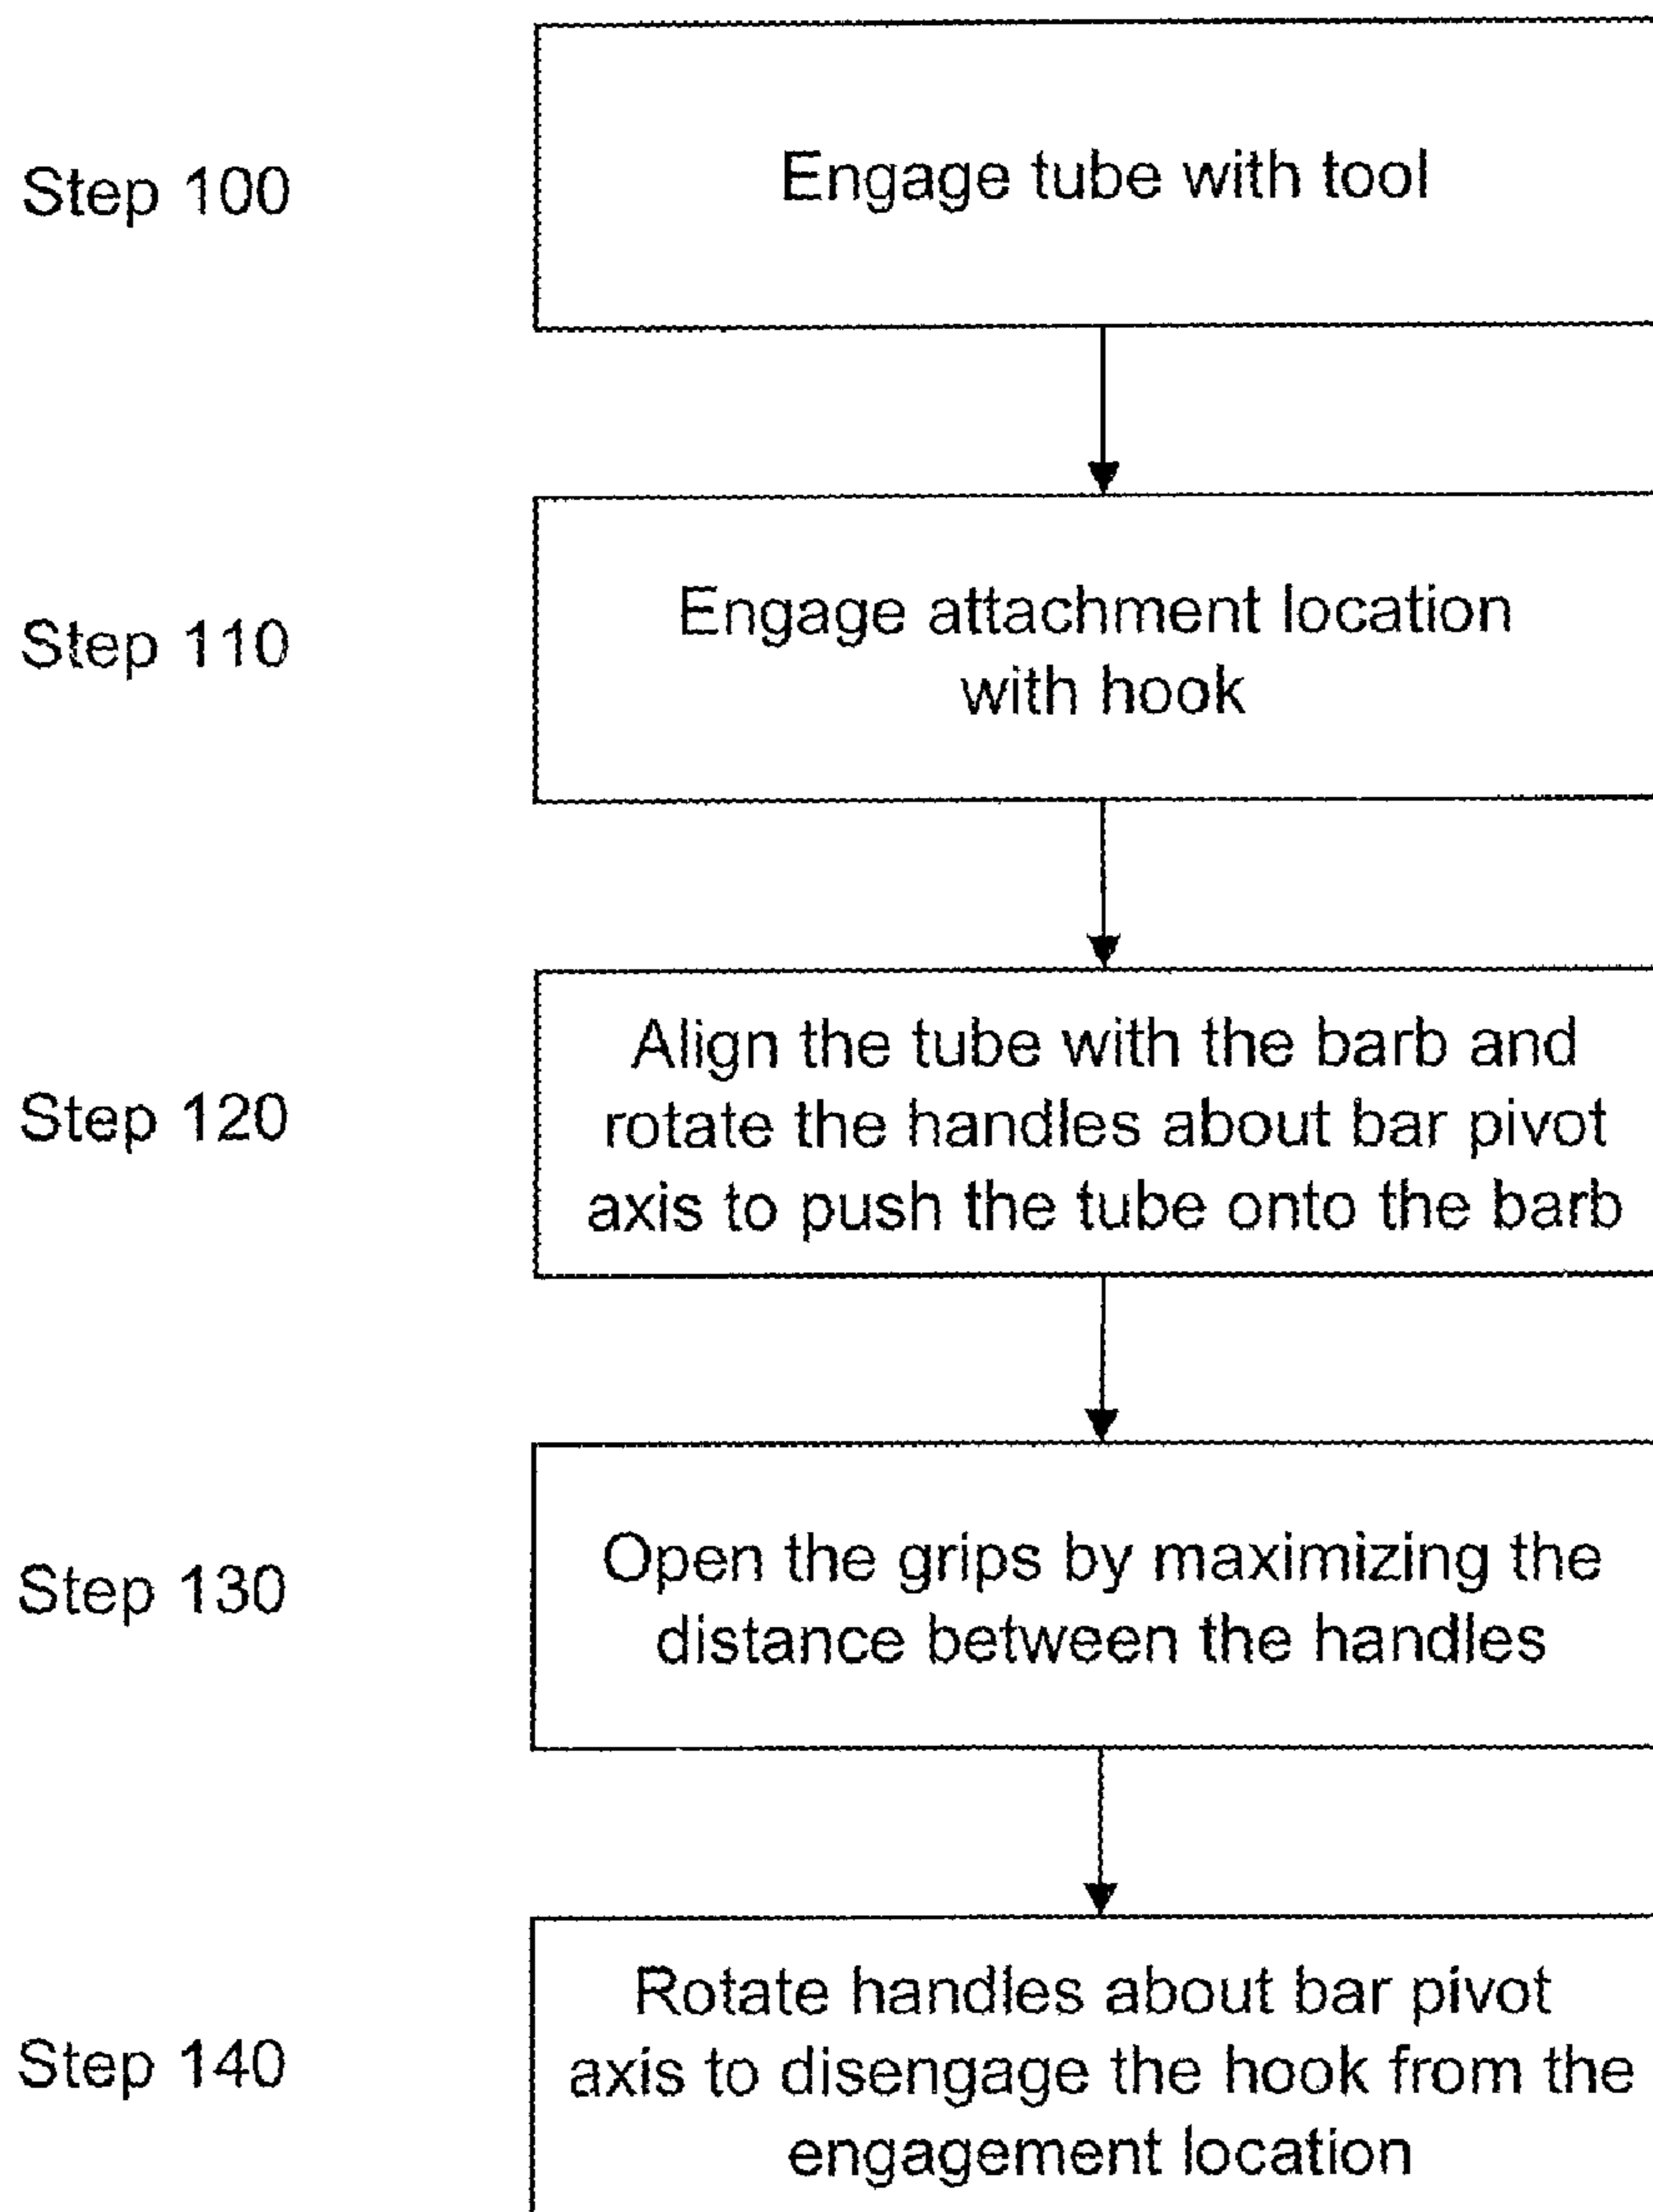 Step 100
Engage tube with tool
Step 110
Engage attachment location
with hook
Step 120
Align the tube with the barb and
rotate the handles about bar pivot
axis to push the tube onto the barb
Step 130
Open the grips by maximizing the
distance between the handles
Step 140
Rotate handles about bar pivot
axis to disengage the hook from the
engagement location